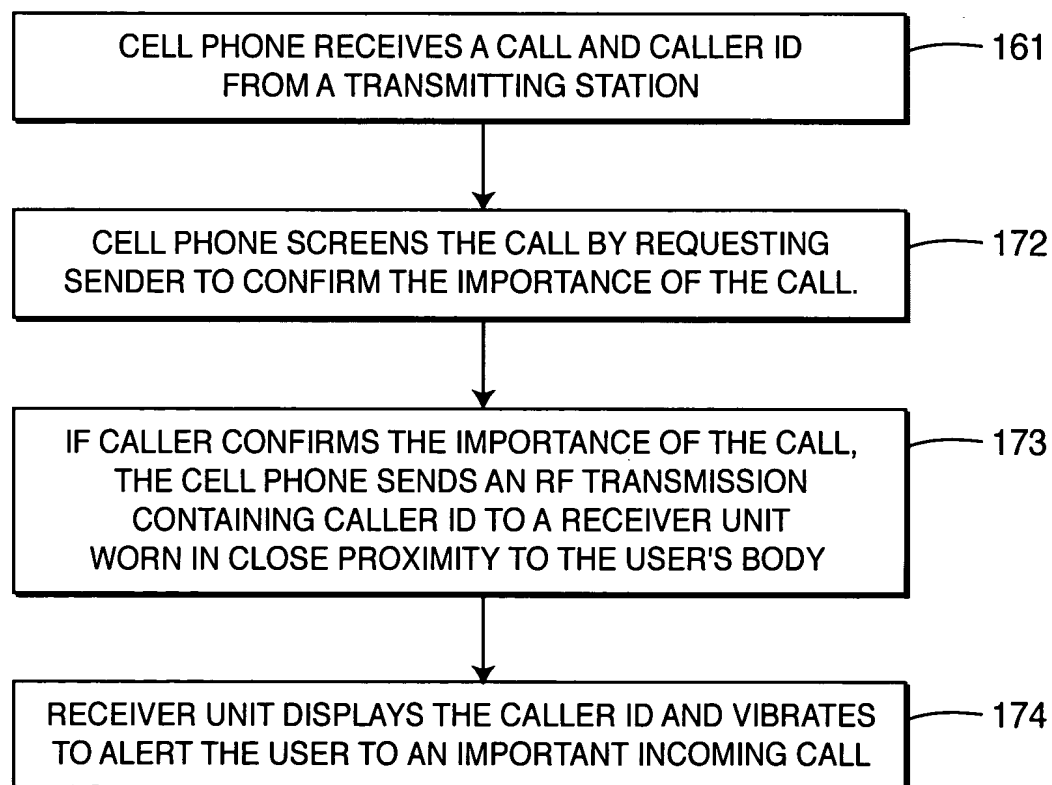 CELL PHONE RECEIVES A CALL AND CALLER ID
FROM A TRANSMITTING STATION
161
CELL PHONE SCREENS THE CALL BY REQUESTING
SENDER TO CONFIRM THE IMPORTANCE OF THE CALL.
172
IF CALLER CONFIRMS THE IMPORTANCE OF THE CALL,
THE CELL PHONE SENDS AN RF TRANSMISSION
CONTAINING CALLER ID TO A RECEIVER UNIT
WORN IN CLOSE PROXIMITY TO THE USER'S BODY
173
RECEIVER UNIT DISPLAYS THE CALLER ID AND VIBRATES
TO ALERT THE USER TO AN IMPORTANT INCOMING CALL
174